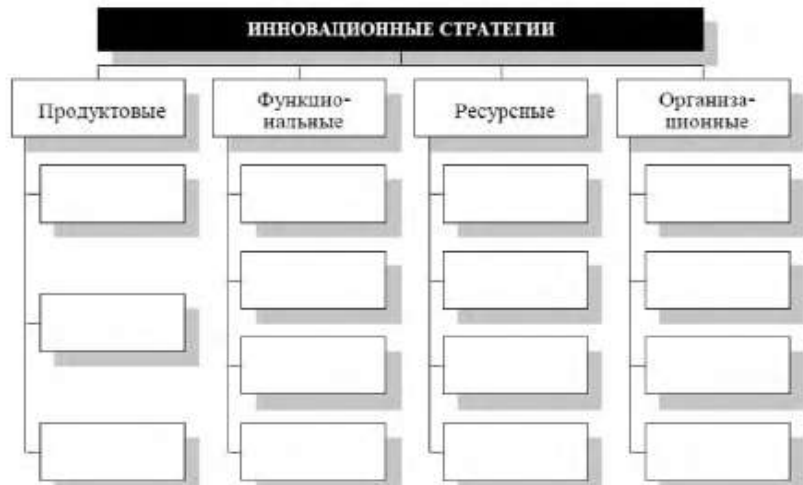 ИННОВАЦИОННЫЕ СТРАТЕГИИ
Продуктовые
Функцио-
нальные
Ресурсные
Организа-
ционные